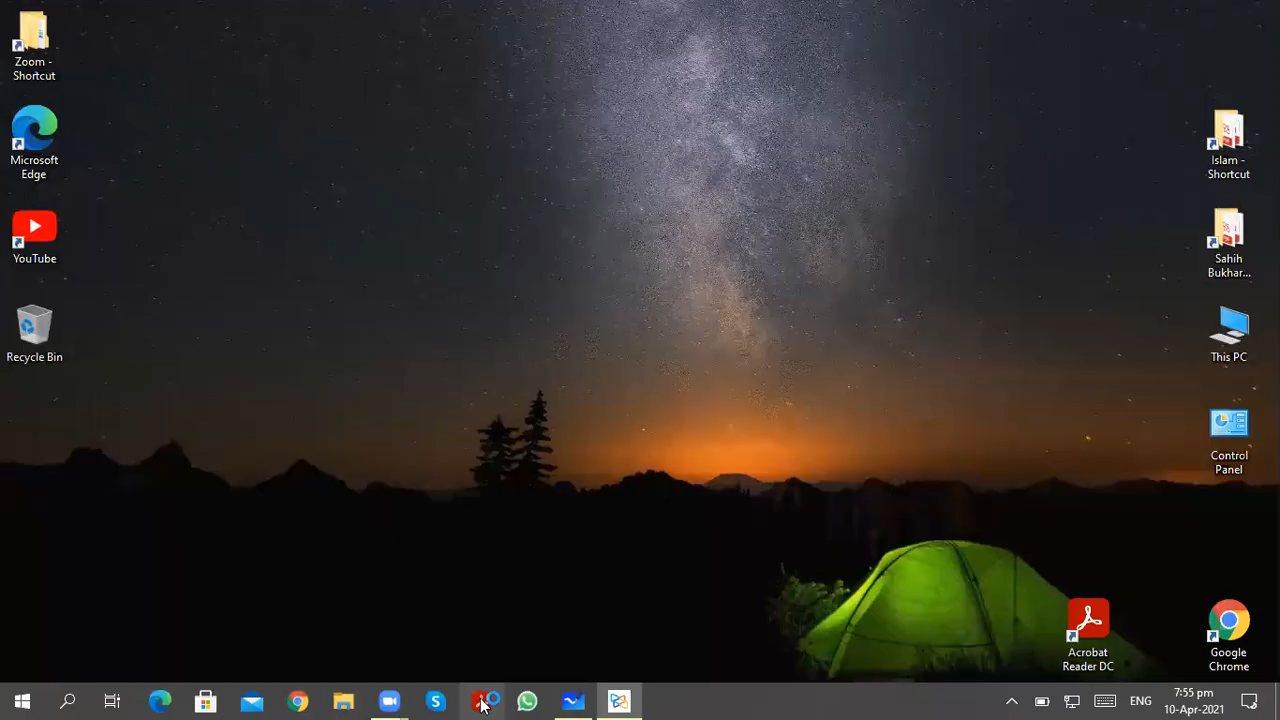 Zoom -
Shortcut
Microsoft
Edge
YouTube
Recycle Bin
Islam -
Shortcut
Sahih
Bukhar...
This PC
Control
Panel
Acrobat
Reader DC
Google
Chrome
ENG
7:55 pm
10-Apr-2021